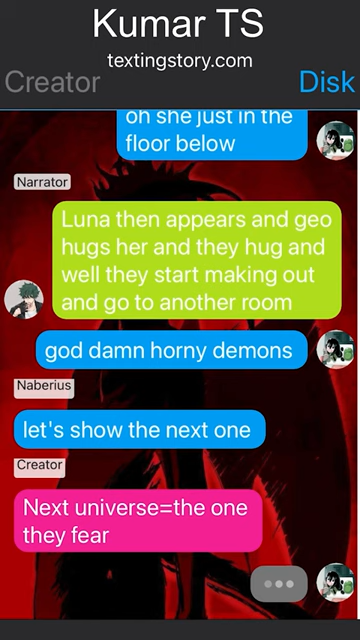 Kumar TS
textingstory.com
Creator
Disk
oh she just in the
floor below
Narrator
Luna then appears and geo
hugs her and they hug and
well they start making out
and go to another room
god damn horny demons
Naberius
let's show the next one
Creator
Next universe=the one
they fear